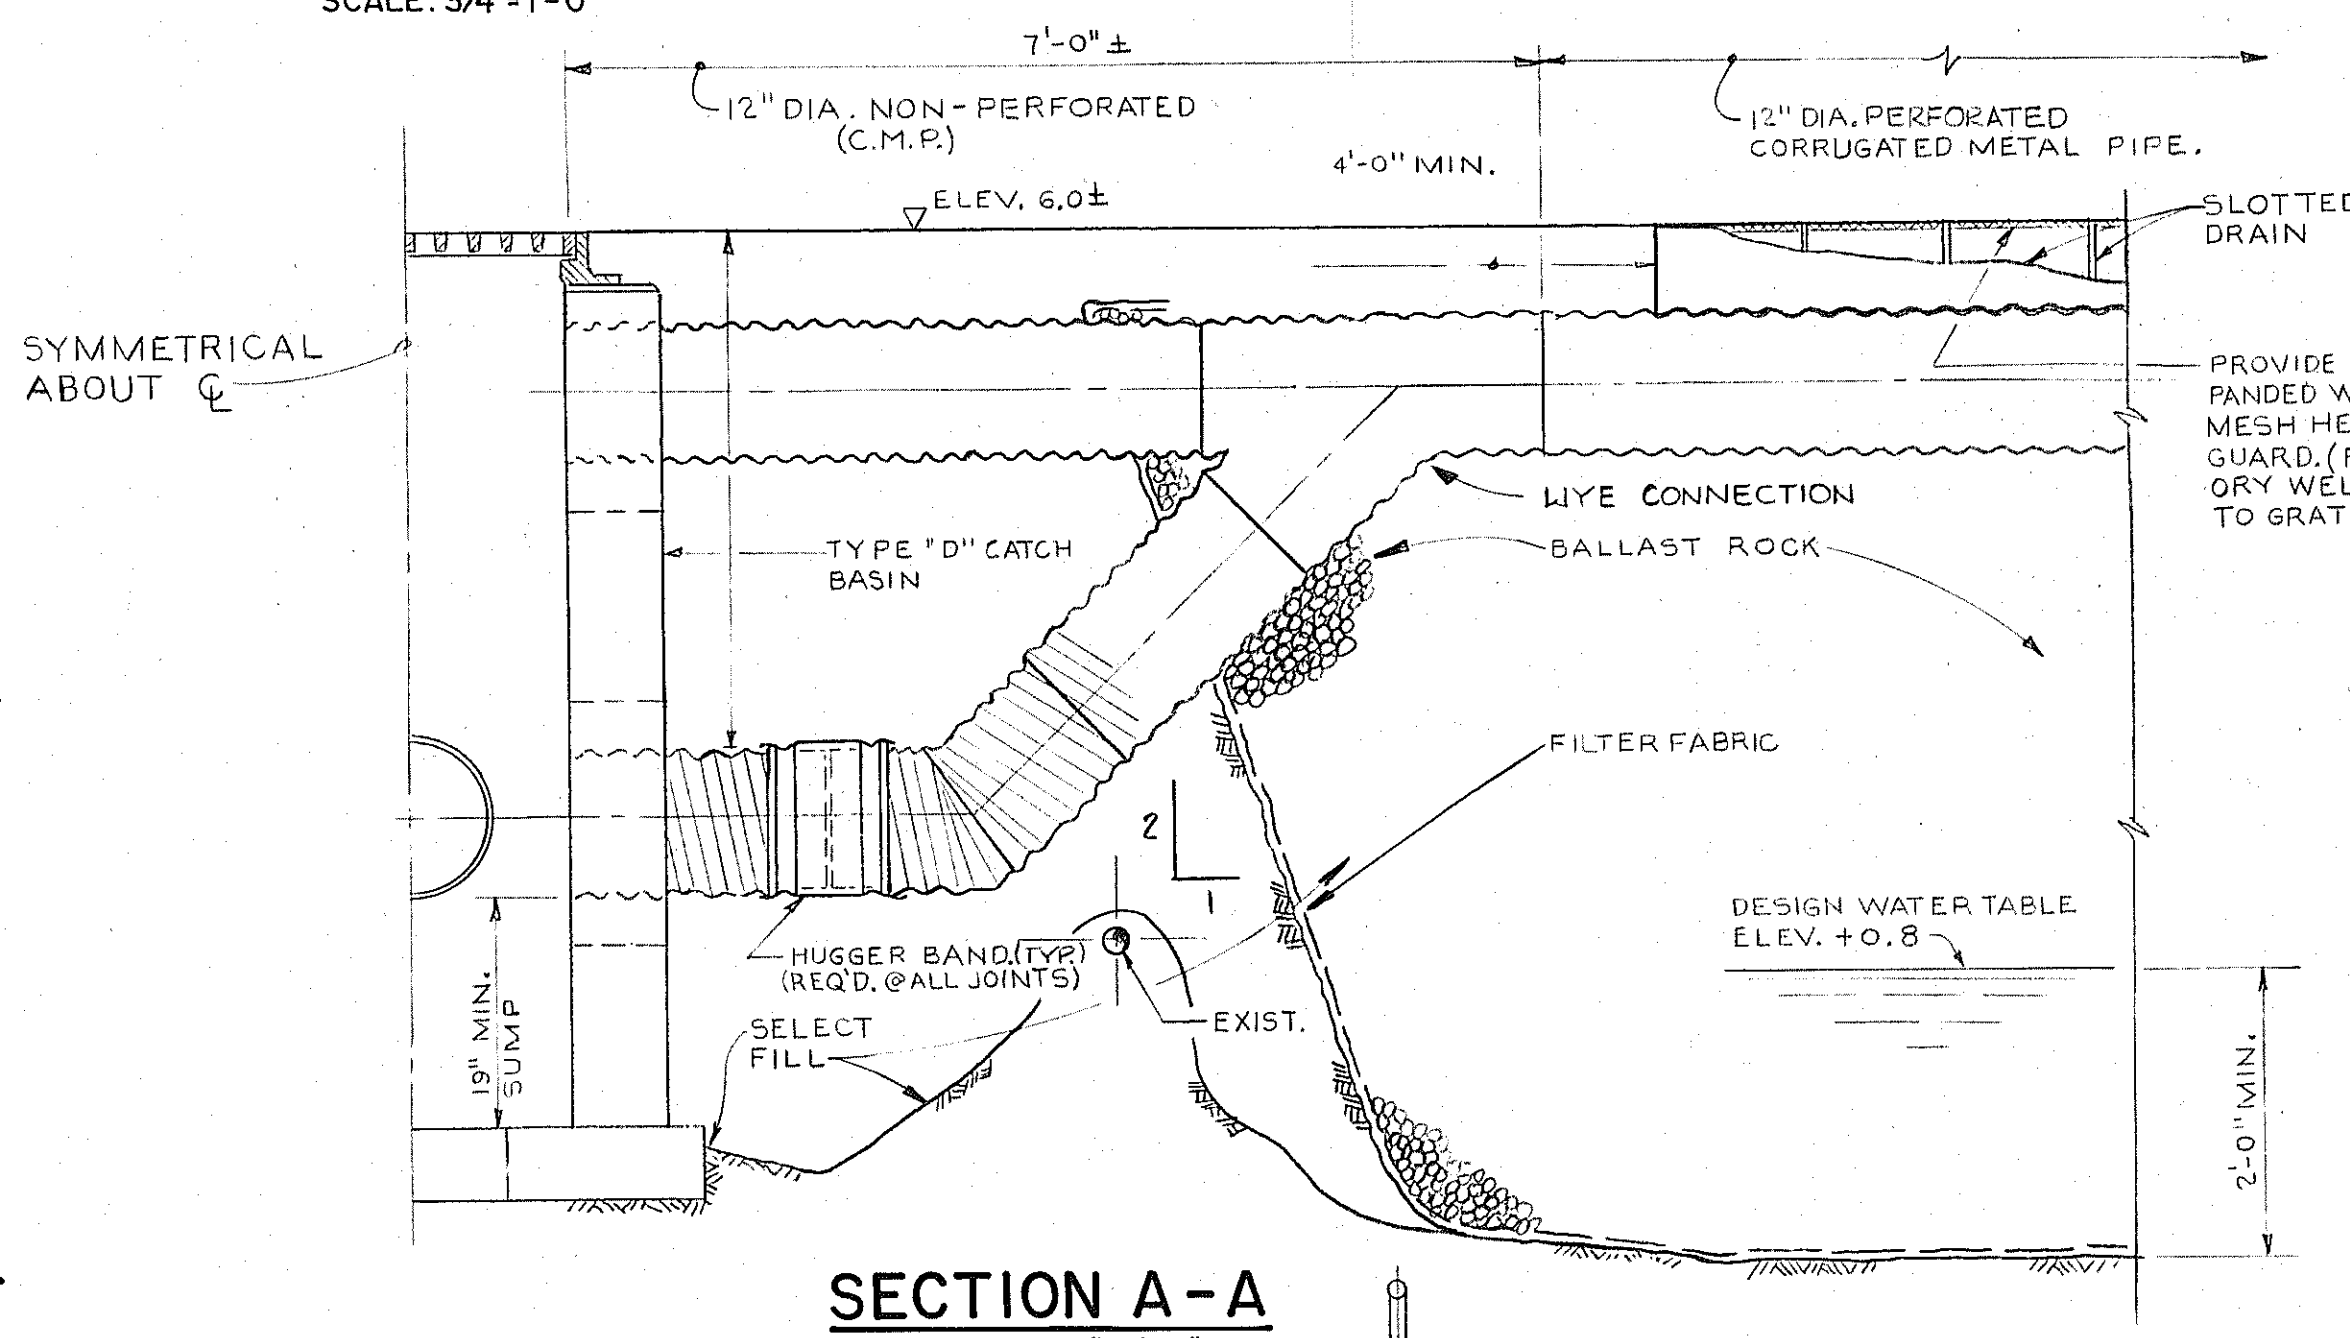 SCALE: 3/4"=1'-0"
7'-0" ±
12" DIA. NON-PERFORATED
(C.M.P.)
12" DIA. PERFORATED
CORRUGATED METAL PIPE.
4'-0" MIN.
ELEV. 6.0±
SLOTTED
DRAIN
SYMMETRICAL
ABOUT ℄
PROVIDE
PANDED
MESH
GUARD.
ORY
TO
WYE CONNECTION
BALLAST ROCK
TYPE "D" CATCH
BASIN
FILTER FABRIC
2
1
DESIGN WATER TABLE
ELEV. +0.8
HUGGER BAND.(TYP.)
(REQ'D. @ ALL JOINTS)
19" MIN.
SUMP
SELECT
FILL
EXIST.
2'-0" MIN.
SECTION A-A